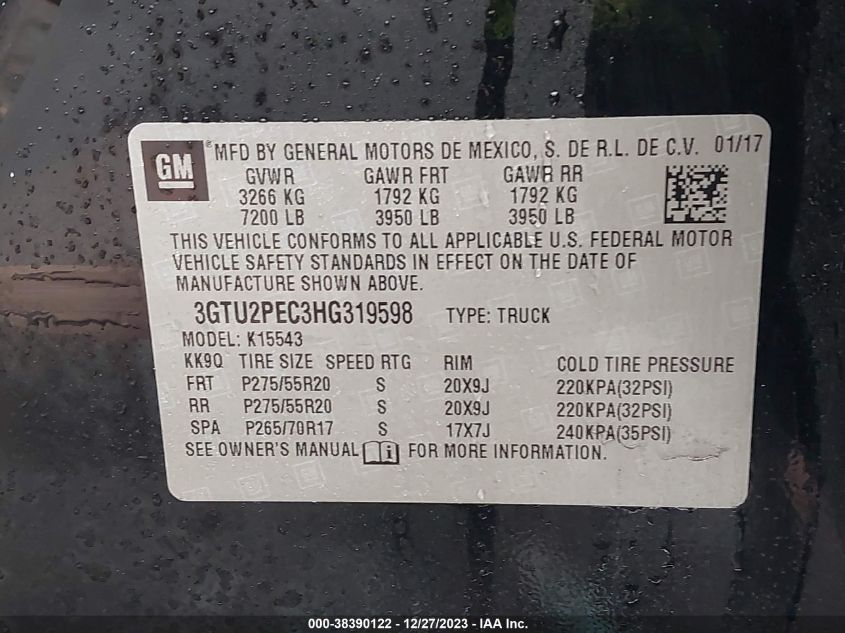 GM ® MFD BY GENERAL MOTORS DE MEXICO, S. DE R.L. DE C.V. 01/17
GVWR GAWR FRT GAWR RR
3266 KG 1792 KG 1792 KG
7200 LB 3950 LB 3950 LB
THIS VEHICLE CONFORMS TO ALL APPLICABLE U.S. FEDERAL MOTOR
VEHICLE SAFETY STANDARDS IN EFFECT ON THE DATE OF
MANUFACTURE SHOWN ABOVE.
3GTU2PEC3HG319598 TYPE: TRUCK
MODEL: K15543
KK9Q TIRE SIZE SPEED RTG RIM COLD TIRE PRESSURE
FRT P275/55R20 S 20X9J 220KPA(32PSI)
RR P275/55R20 S 20X9J 220KPA(32PSI)
SPA P265/70R17 S 17X7J 240KPA(35PSI)
SEE OWNER'S MANUAL FOR MORE INFORMATION.
000-38390122 - 12/27/2023 - IAA Inc.